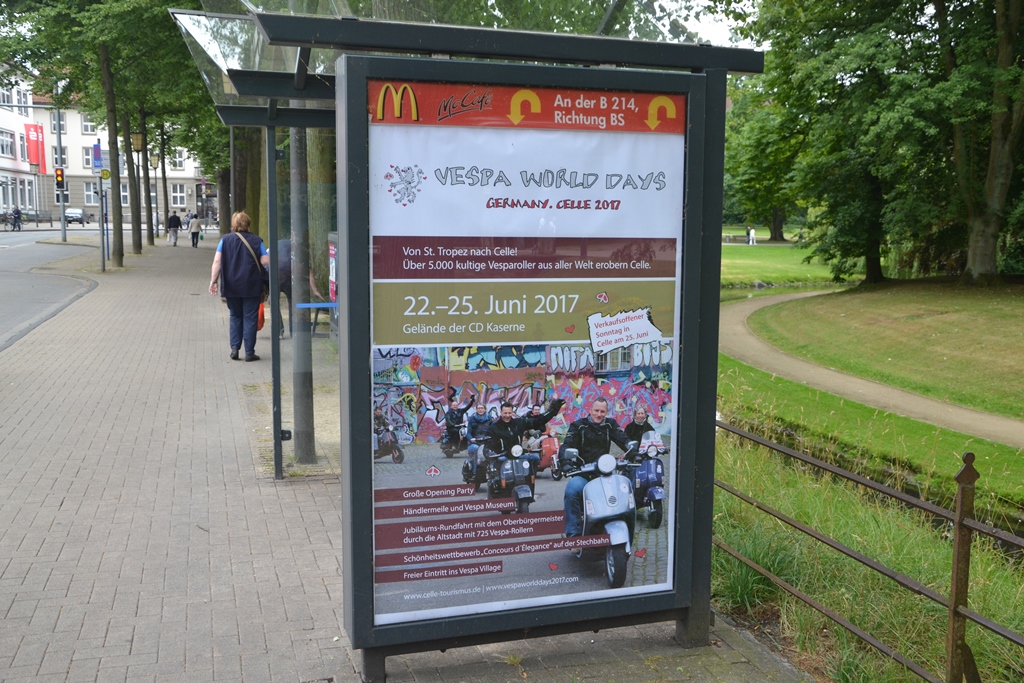 McCafé
An der B 214,
Richtung BS
VESPA WORLD DAYS
GERMANY. CELLE 2017
Von St. Tropez nach Celle!
Über 5.000 kultige Vesparoller aus aller Welt erobern Celle.
22.–25. Juni 2017
Gelände der CD Kaserne
Verkaufsoffener
Sonntag in
Celle am 25. Juni
Große Opening Party
Händlermeile und Vespa Museum
Jubiläums-Rundfahrt mit dem Oberbürgermeister
durch die Altstadt mit 725 Vespa-Rollern
Schönheitswettbewerb „Concours d´Elegance" auf der Stechbahn
Freier Eintritt ins Vespa Village
www.celle-tourismus.de | www.vespaworlddays2017.com